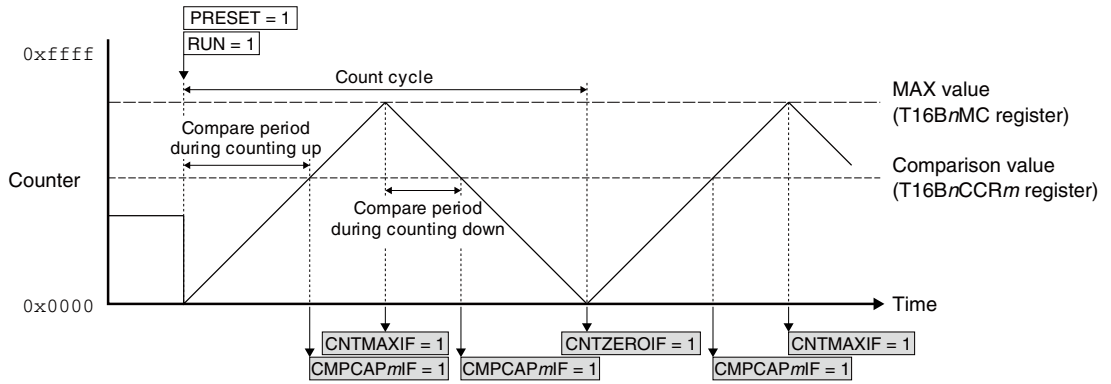 PRESET = 1
RUN = 1
0xffff
Count cycle
MAX value
(T16BnMC register)
Compare period
during counting up
Comparison value
(T16BnCCRm register)
Counter
Compare period
during counting down
0x0000
Time
CNTMAXIF = 1
CNTZEROIF = 1
CNTMAXIF = 1
CMPCAPmIF = 1
CMPCAPmIF = 1
CMPCAPmIF = 1